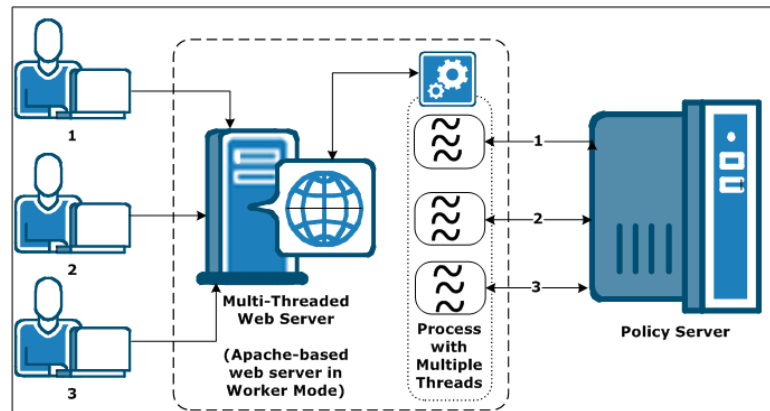 1
2
3
Multi-Threaded
Web Server
(Apache-based
web server in
Worker Mode)
Process
with
Multiple
Threads
1
2
3
Policy Server